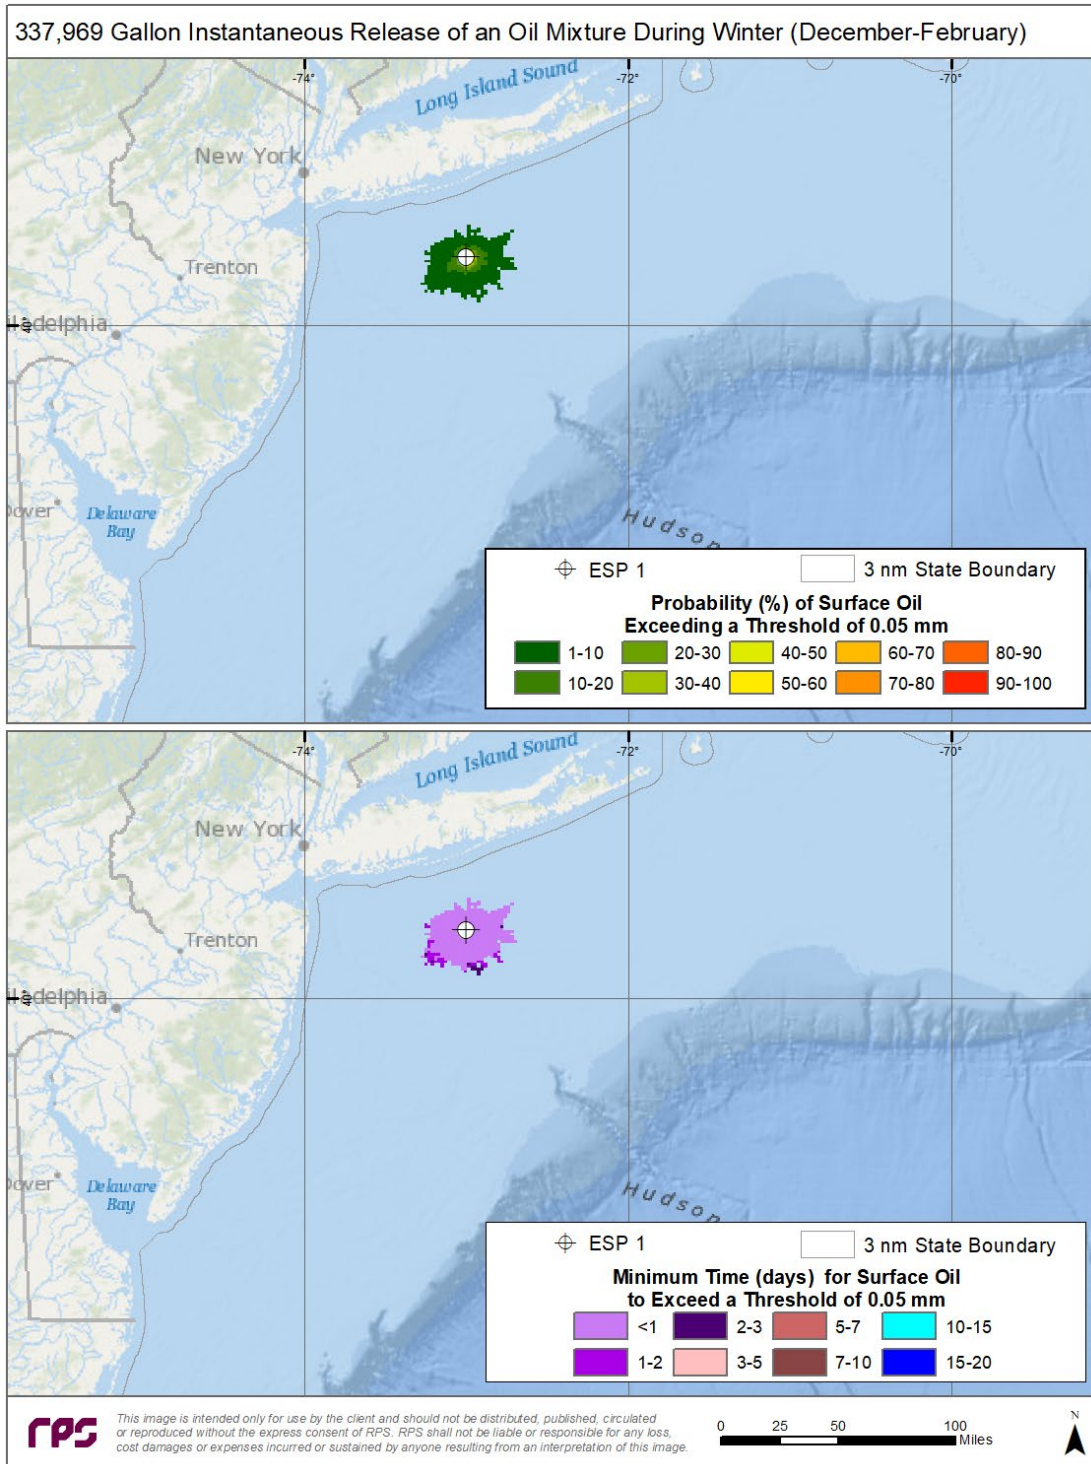 337,969 Gallon Instantaneous Release of an Oil Mixture During Winter (December-February)
-74° -72° -70°
Long Island Sound
New York
Trenton
iladelphia
40°
Dover
Delaware
Bay
Hudson
ESP 1 3 nm State Boundary
Probability (%) of Surface Oil
Exceeding a Threshold of 0.05 mm
1-10 20-30 40-50 60-70 80-90
10-20 30-40 50-60 70-80 90-100
-74° -72° -70°
Long Island Sound
New York
Trenton
iladelphia
40°
Dover
Delaware
Bay
Hudson
ESP 1 3 nm State Boundary
Minimum Time (days) for Surface Oil
to Exceed a Threshold of 0.05 mm
<1 2-3 5-7 10-15
1-2 3-5 7-10 15-20
rps
This image is intended only for use by the client and should not be distributed, published, circulated
or reproduced without the express consent of RPS. RPS shall not be liable or responsible for any loss,
cost damages or expenses incurred or sustained by anyone resulting from an interpretation of this image.
0 25 50 100
Miles
N